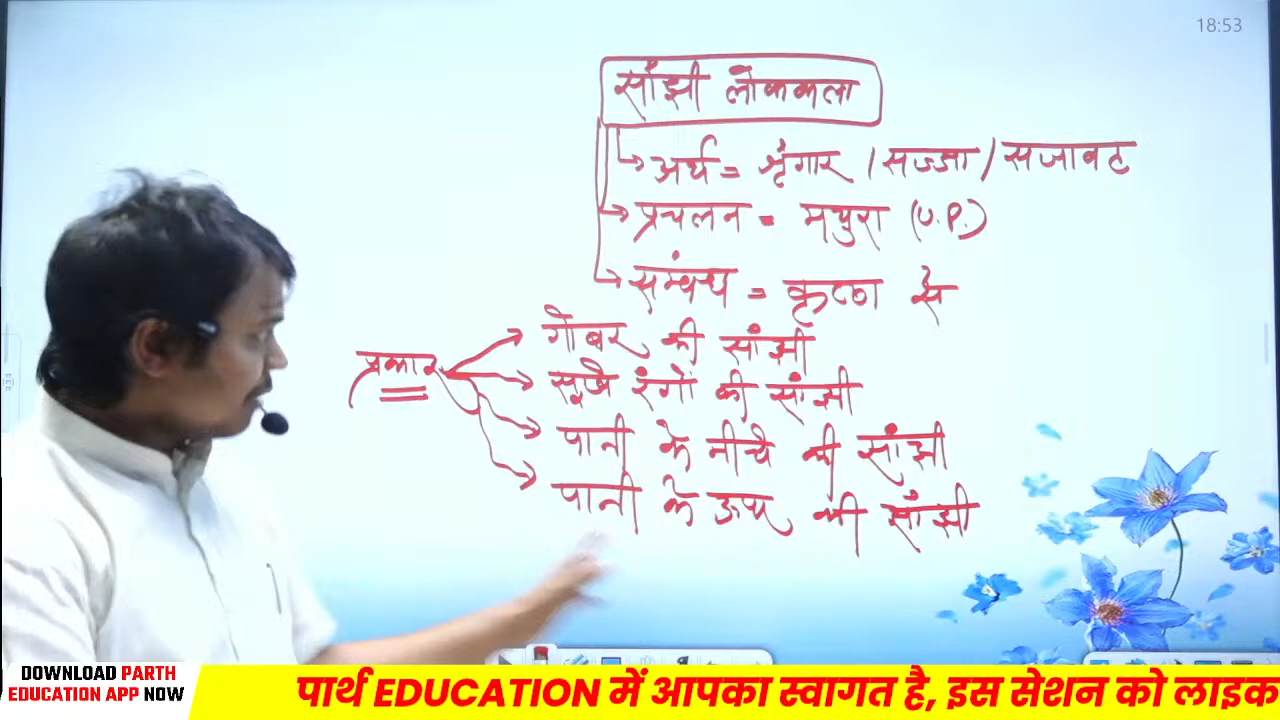 18:53
सांझी लोककला
अर्थ = श्रृंगार / सज्जा / सजावट
प्रचलन = मथुरा (U.P.)
सम्बन्ध = कृष्ण से
प्रकार
गोबर की सांझी
सूखे रंगों की सांझी
पानी के नीचे की सांझी
पानी के ऊपर की सांझी
DOWNLOAD PARTH
EDUCATION APP NOW
पार्थ EDUCATION में आपका स्वागत है, इस सेशन को लाइक